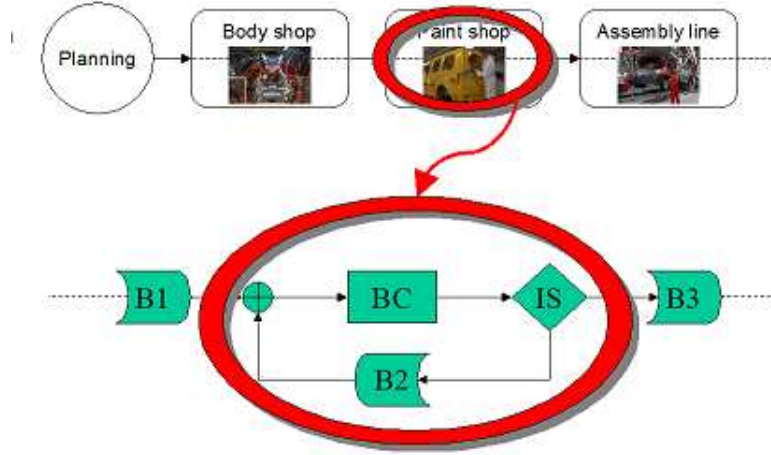 Planning
Body shop
Paint shop
Assembly line
B1
BC
IS
B3
B2